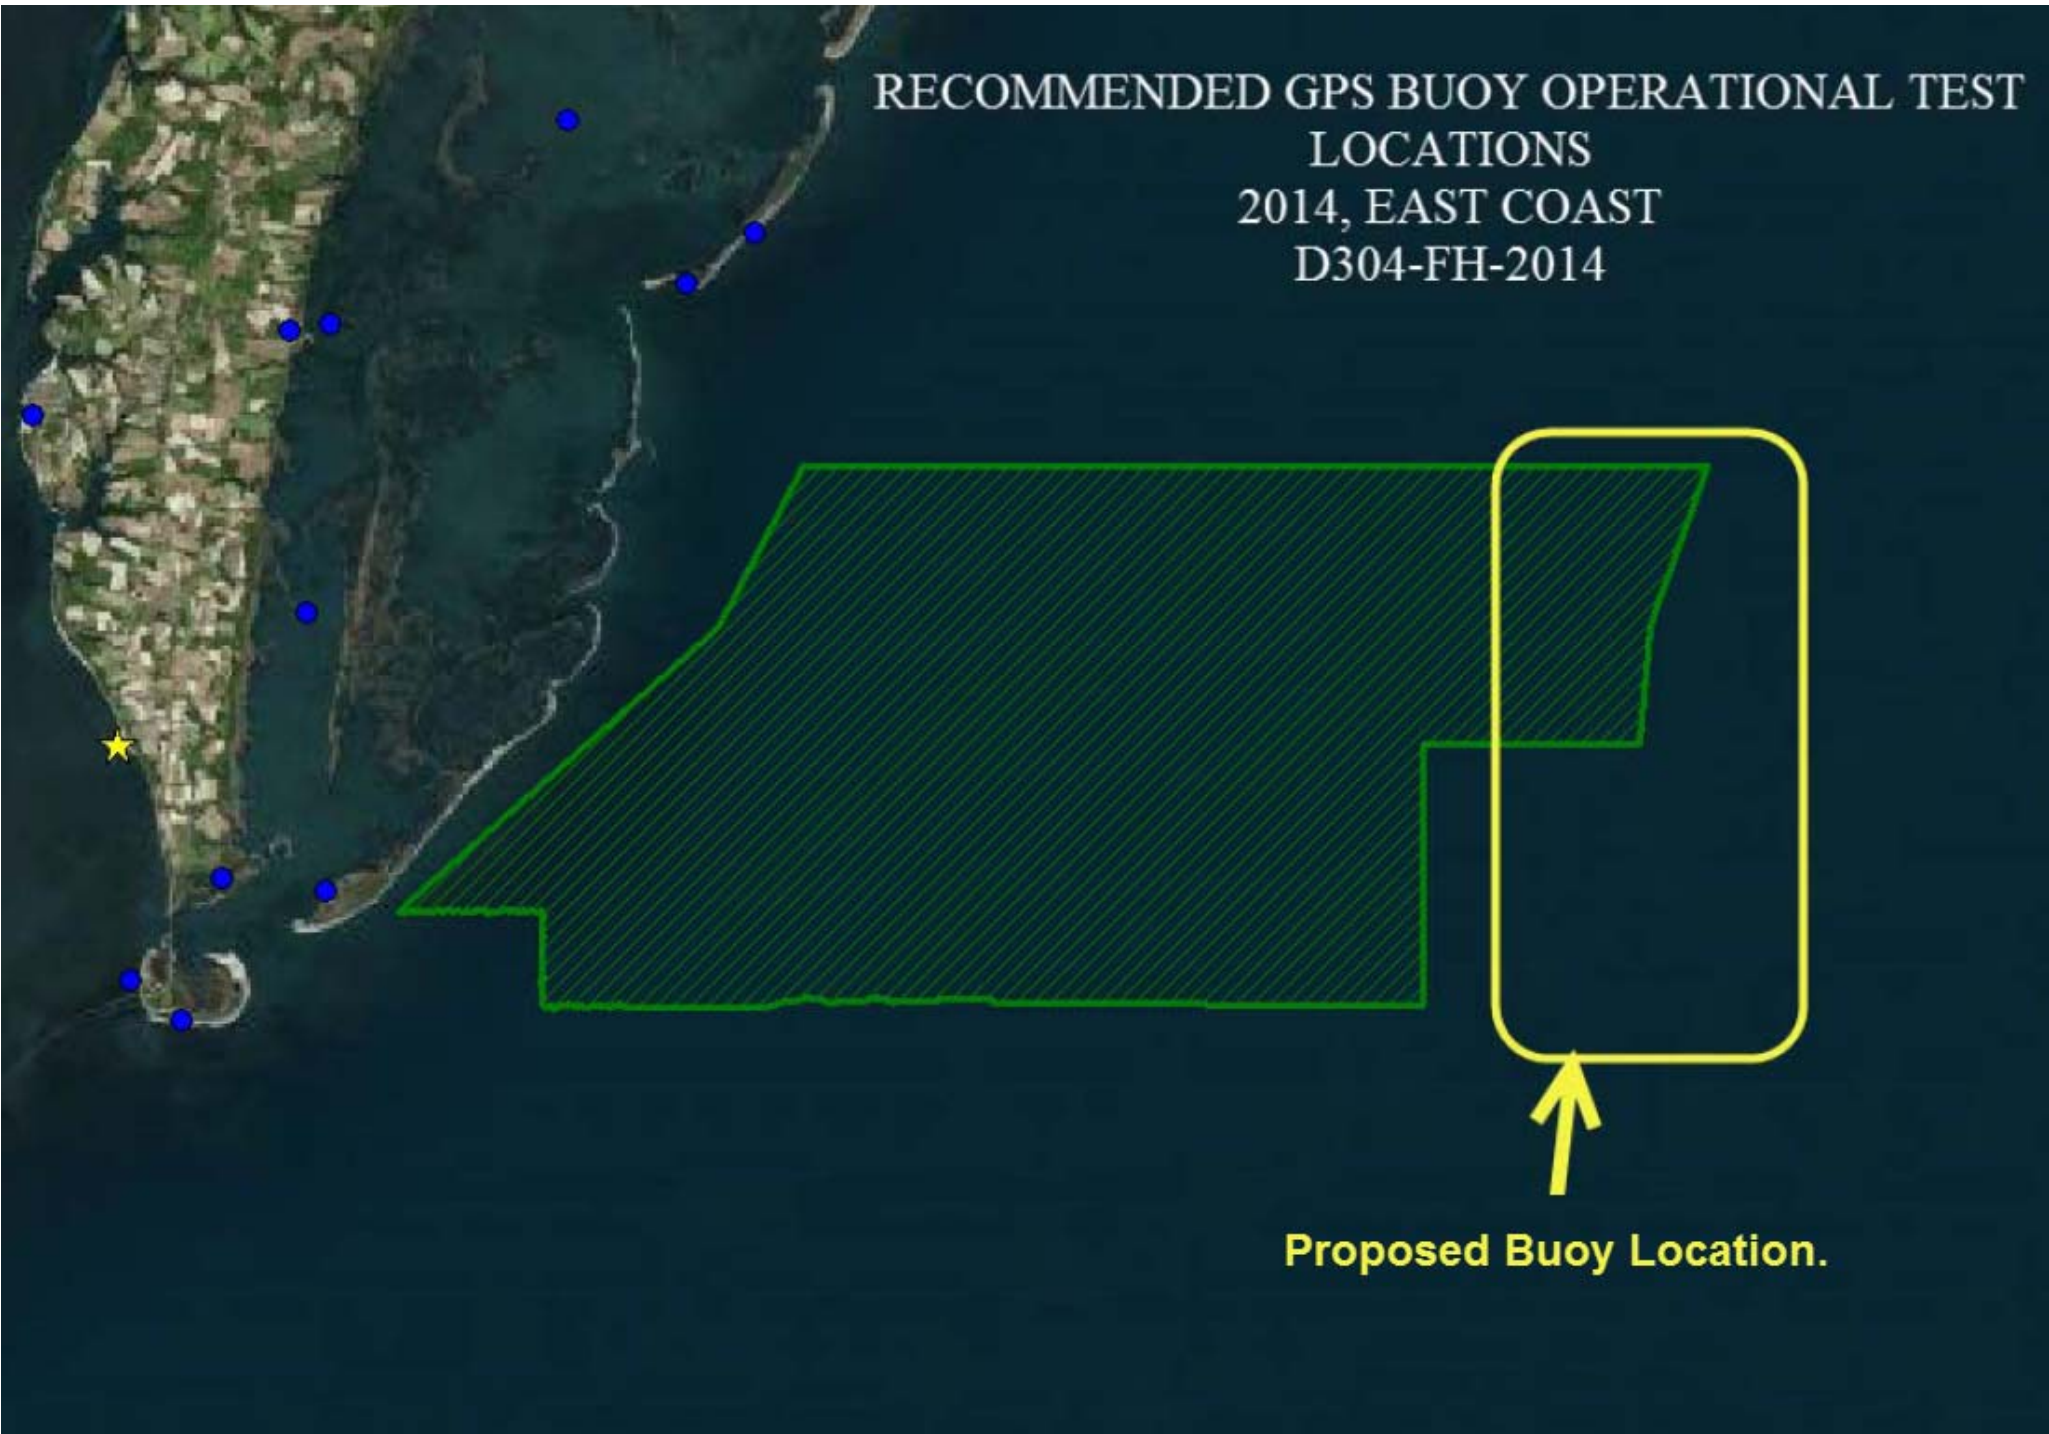 RECOMMENDED GPS BUOY OPERATIONAL TEST
LOCATIONS
2014, EAST COAST
D304-FH-2014
Proposed Buoy Location.